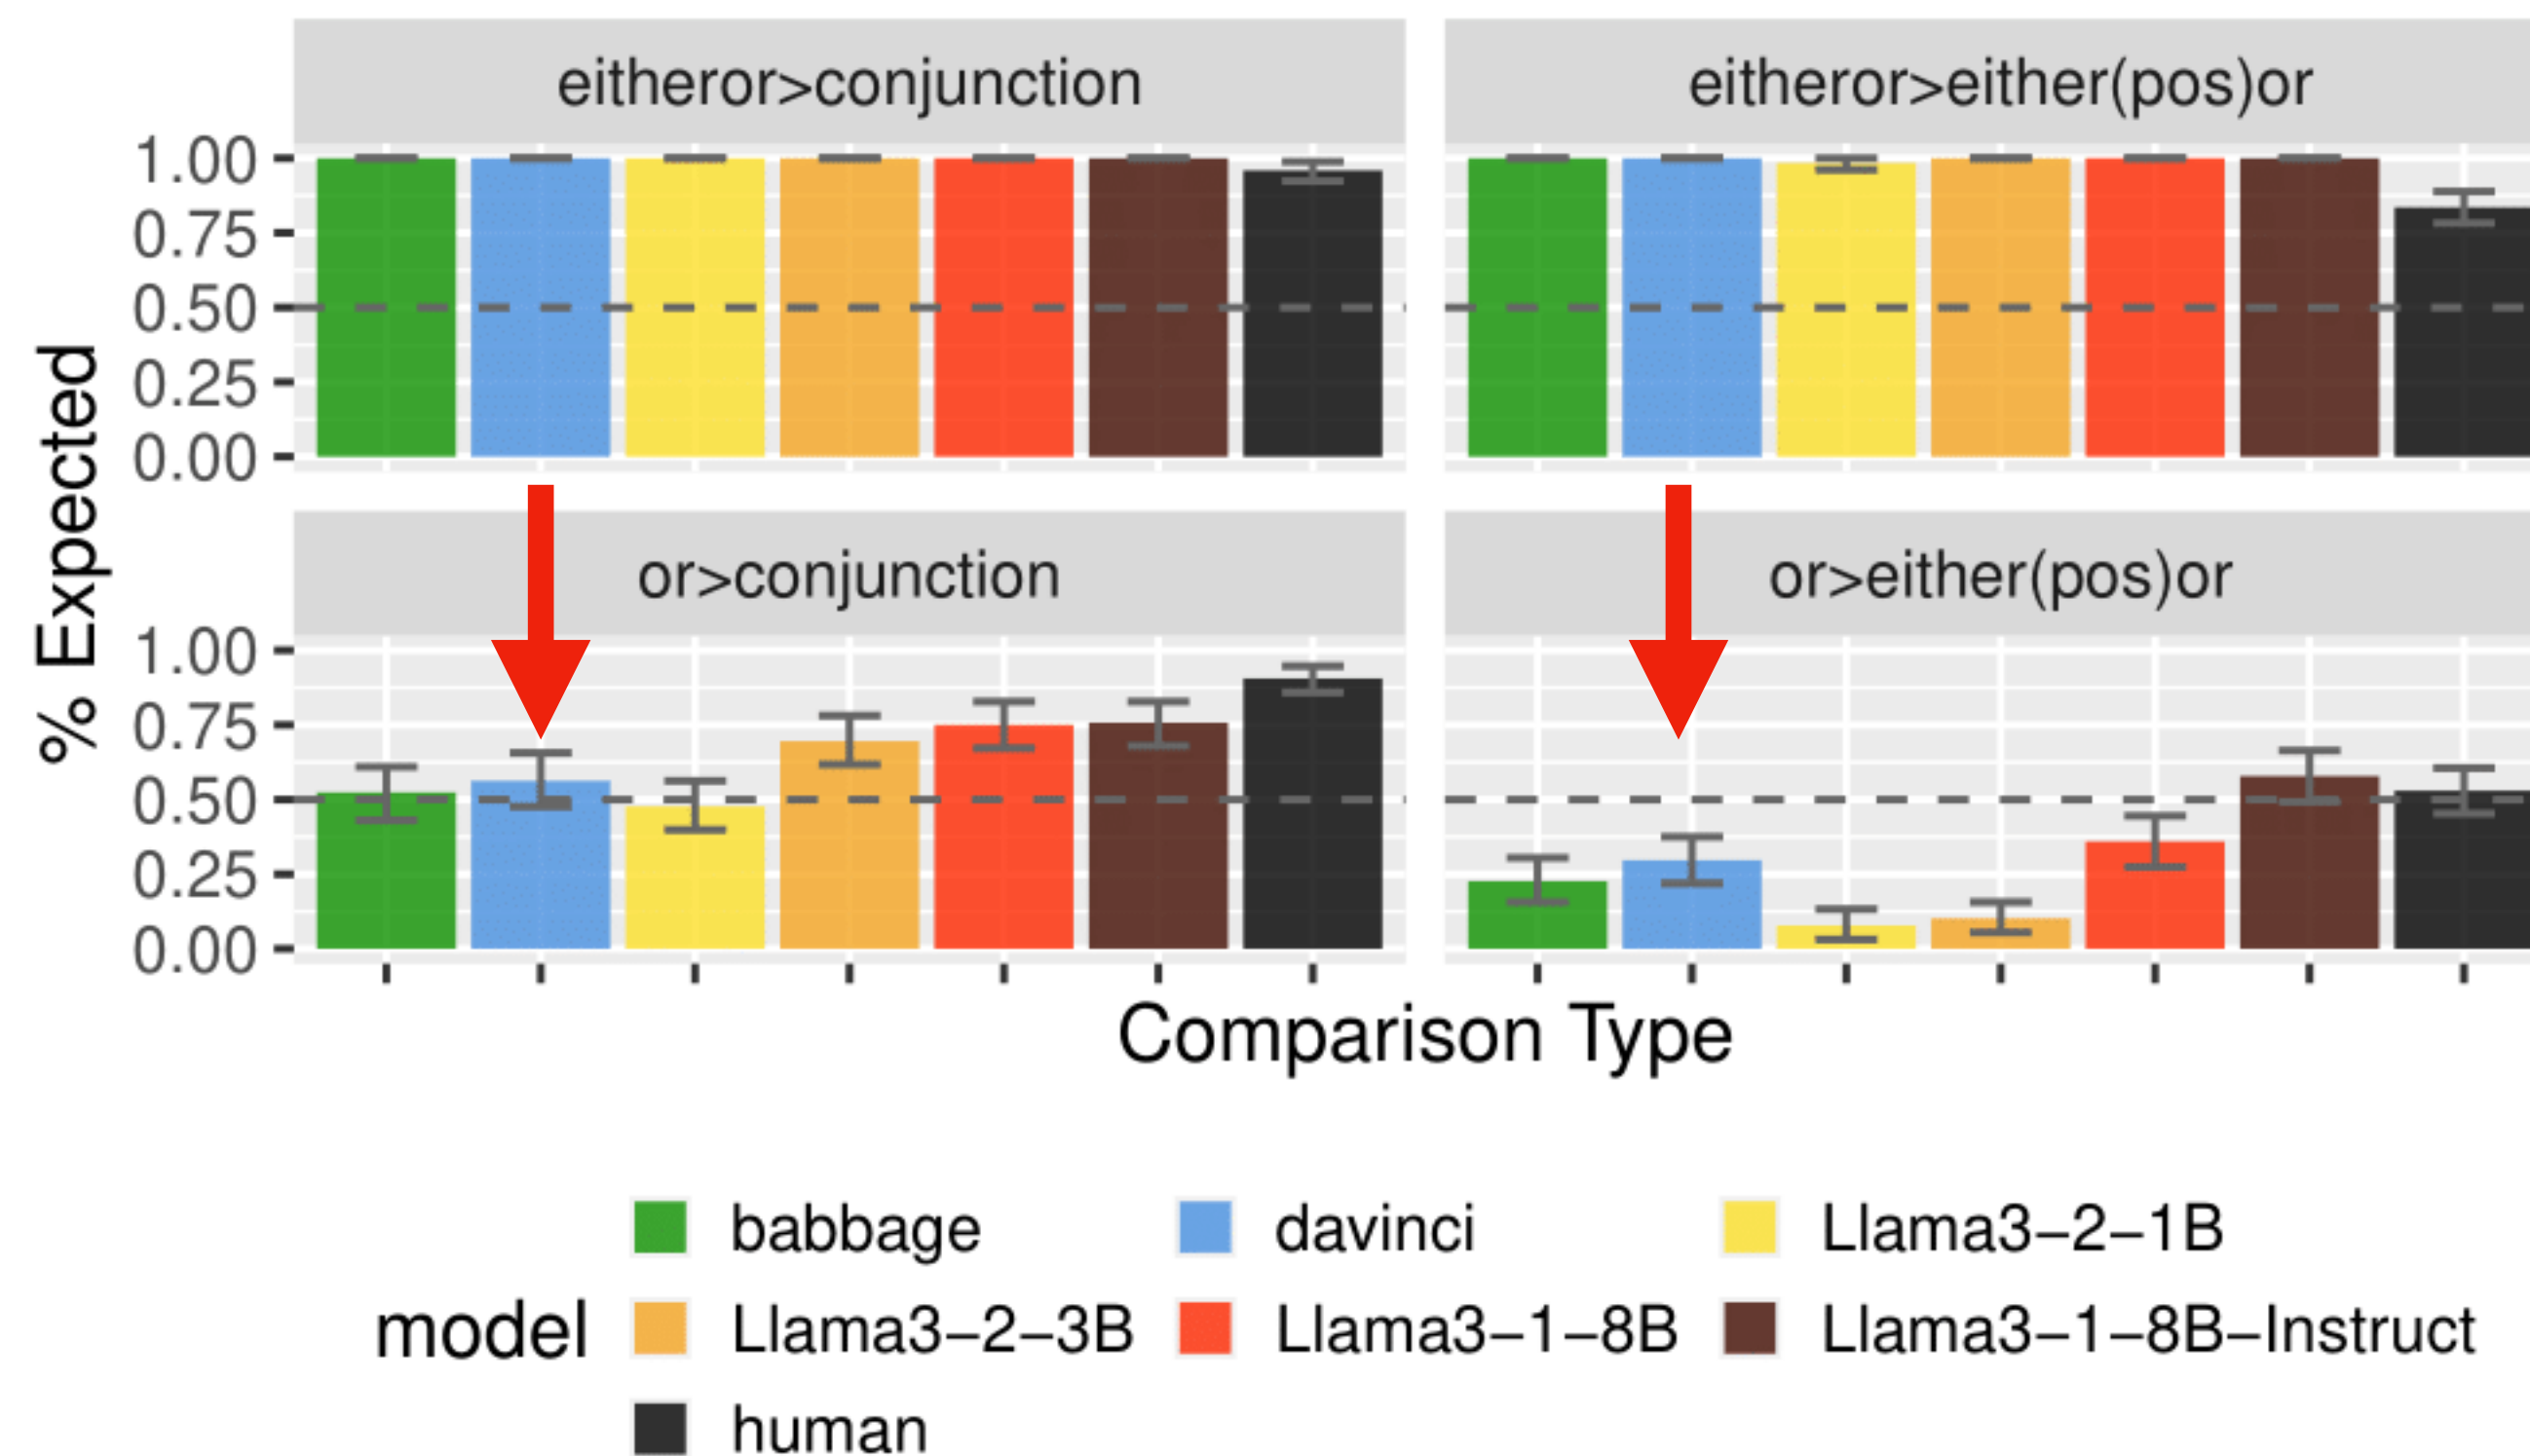 eitheror>conjunction
eitheror>either(pos)or
1.00
0.75
0.50
0.25
0.00
% Expected
or>conjunction
or>either(pos)or
1.00
0.75
0.50
0.25
0.00
Comparison Type
model
babbage
davinci
Llama3−2−1B
Llama3−2−3B
Llama3−1−8B
Llama3−1−8B−Instruct
human